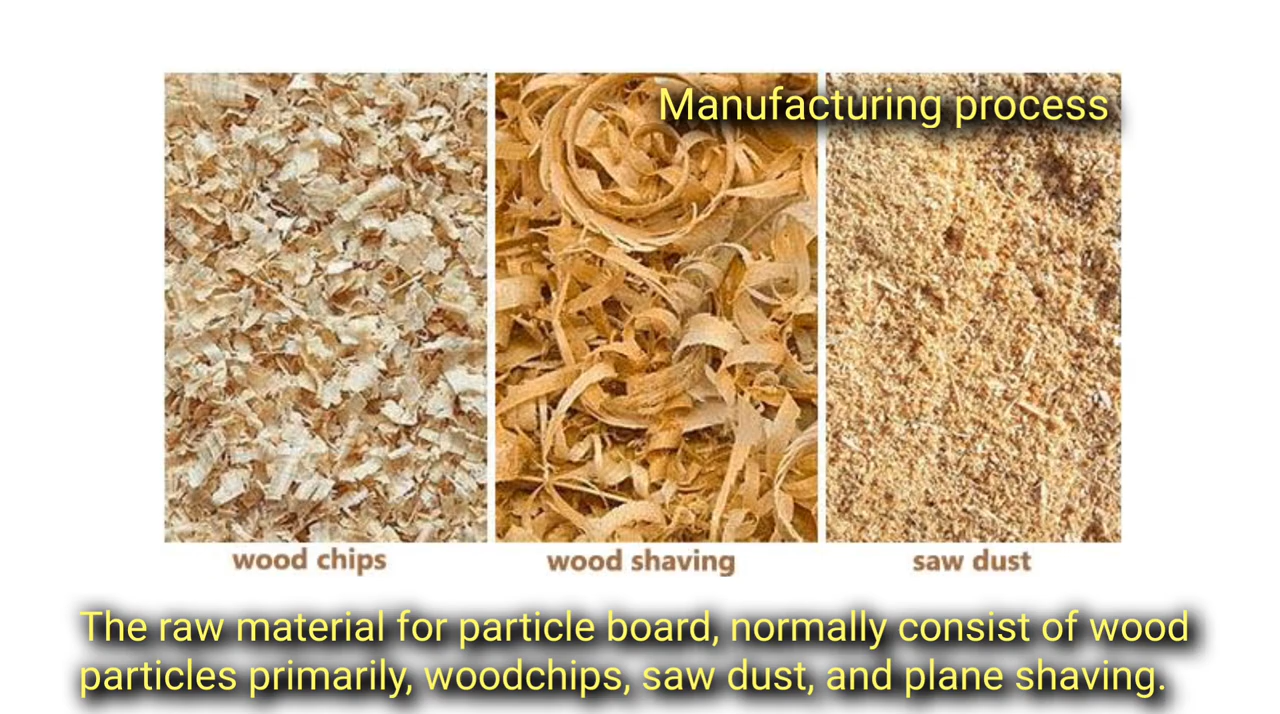 Manufacturing process
wood chips
wood shaving
saw dust
The raw material for particle board, normally consist of wood
particles primarily, woodchips, saw dust, and plane shaving.